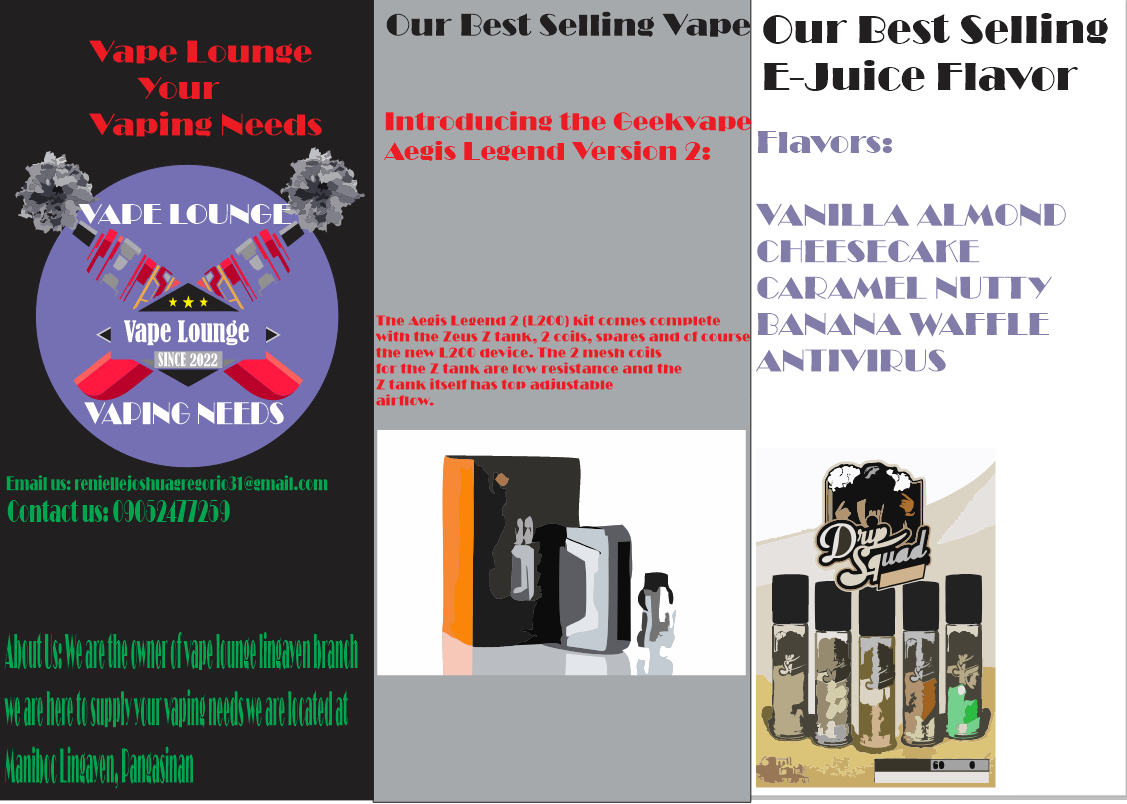 Vape Lounge
Your
Vaping Needs
VAPE LOUNGE
Vape Lounge
SINCE 2022
VAPING NEEDS
Email us: reniellejoshuagregorio31@gmail.com
Contact us: 09052477259
About Us: We are the owner of vape lounge lingayen branch
we are here to supply your vaping needs we are located at
Maniboc Lingayen, Pangasinan
Our Best Selling Vape
Introducing the Geekvape
Aegis Legend Version 2:
The Aegis Legend 2 (L200) Kit comes complete
with the Zeus Z tank, 2 coils, spares and of course
the new L200 device. The 2 mesh coils
for the Z tank are low resistance and the
Z tank itself has top adjustable
airflow.
Our Best Selling
E-Juice Flavor
Flavors:
VANILLA ALMOND
CHEESECAKE
CARAMEL NUTTY
BANANA WAFFLE
ANTIVIRUS
Drip
Squad
60 0